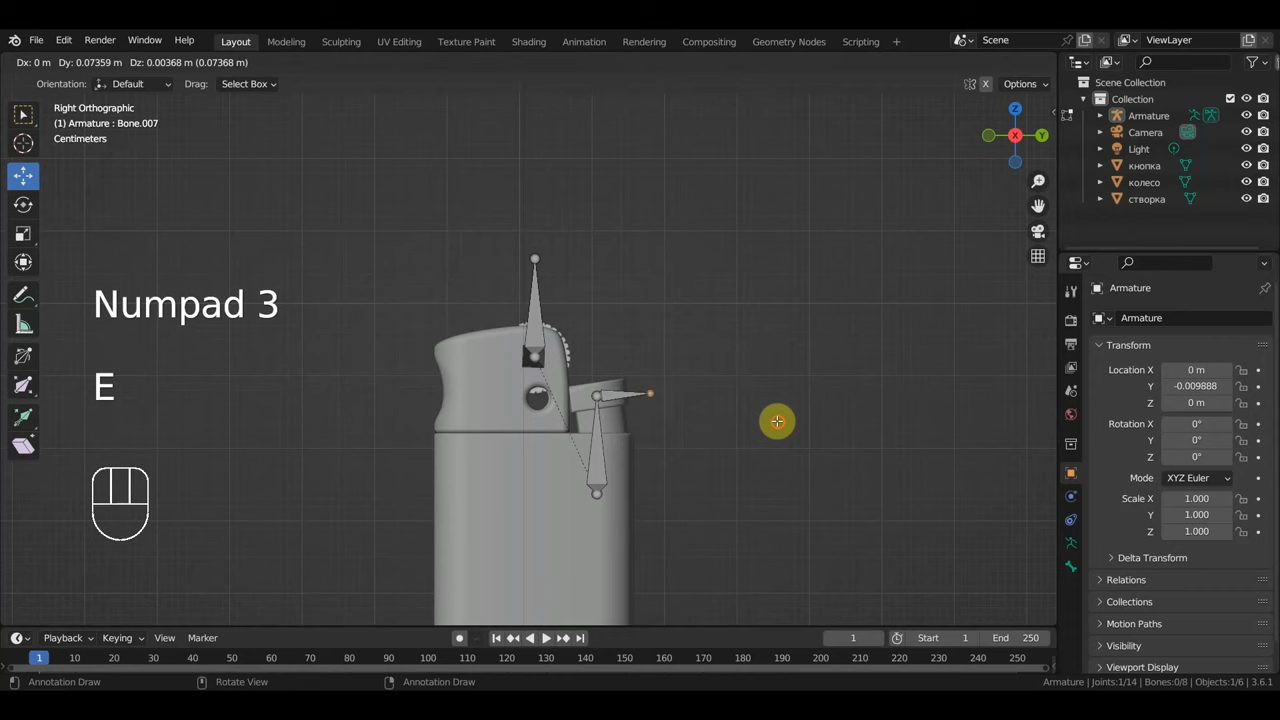 File Edit Render Window Help Layout Modeling Sculpting UV Editing Texture Paint Shading Animation Rendering Compositing Geometry Nodes Scripting + Scene ViewLayer
Dx: 0 m Dy: 0.07359 m Dz: 0.00368 m (0.07368 m)
Orientation: Default Drag: Select Box X Options
Right Orthographic
(1) Armature : Bone.007
Centimeters
Z
X
Y
Numpad 3
E
Scene Collection
Collection
Armature
Camera
Light
кнопка
колесо
створка
Armature
Armature
Transform
Location X 0 m
Y -0.009888
Z 0 m
Rotation X 0°
Y 0°
Z 0°
Mode XYZ Euler
Scale X 1.000
Y 1.000
Z 1.000
Delta Transform
Relations
Collections
Motion Paths
Visibility
Viewport Display
Playback Keying View Marker 1 Start 1 End 250
1 10 20 30 40 50 60 70 80 90 100 110 120 130 140 150 160 170 180 190 200 210 220 230 240 250
Annotation Draw Rotate View Annotation Draw Armature | Joints:1/14 | Bones:0/8 | Objects:1/6 | 3.6.1